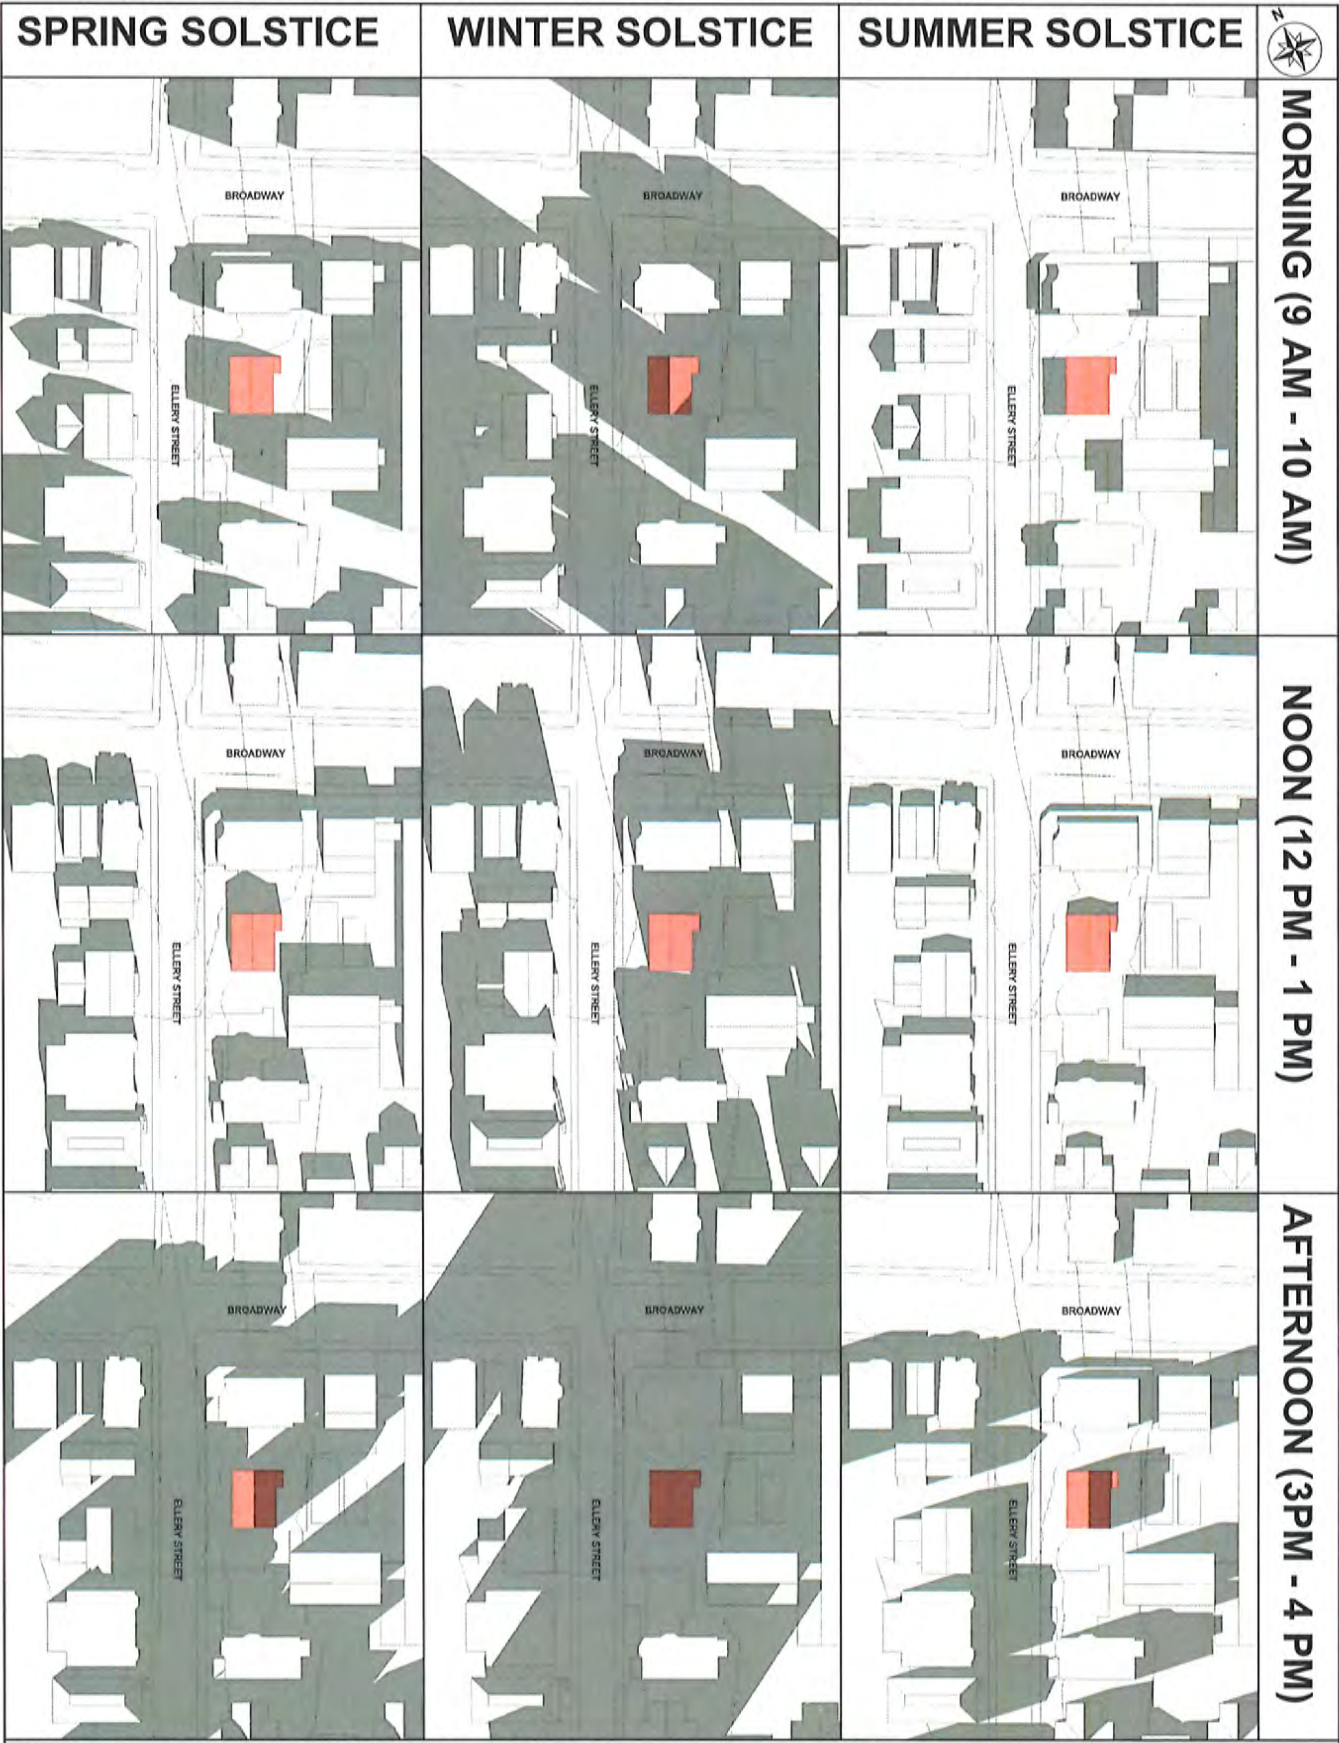 SPRING SOLSTICE
WINTER SOLSTICE
SUMMER SOLSTICE
N
MORNING (9 AM - 10 AM)
BROADWAY
BROADWAY
BROADWAY
ELLERY STREET
ELLERY STREET
ELLERY STREET
NOON (12 PM - 1 PM)
BROADWAY
BROADWAY
BROADWAY
ELLERY STREET
ELLERY STREET
ELLERY STREET
AFTERNOON (3PM - 4 PM)
BROADWAY
BROADWAY
BROADWAY
ELLERY STREET
ELLERY STREET
ELLERY STREET